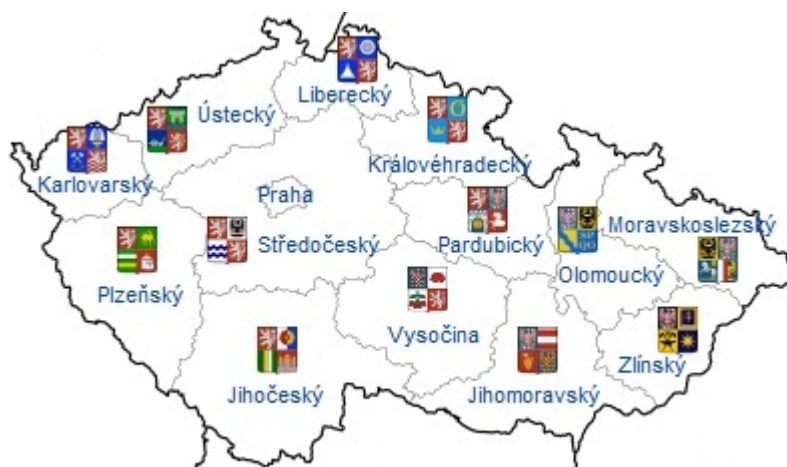 Liberecký
Ústecký
Královéhradecký
Karlovarský
Praha
Moravskoslezský
Středočeský
Pardubický
Olomoucký
Plzeňský
Vysočina
Zlínský
Jihočeský
Jihomoravský